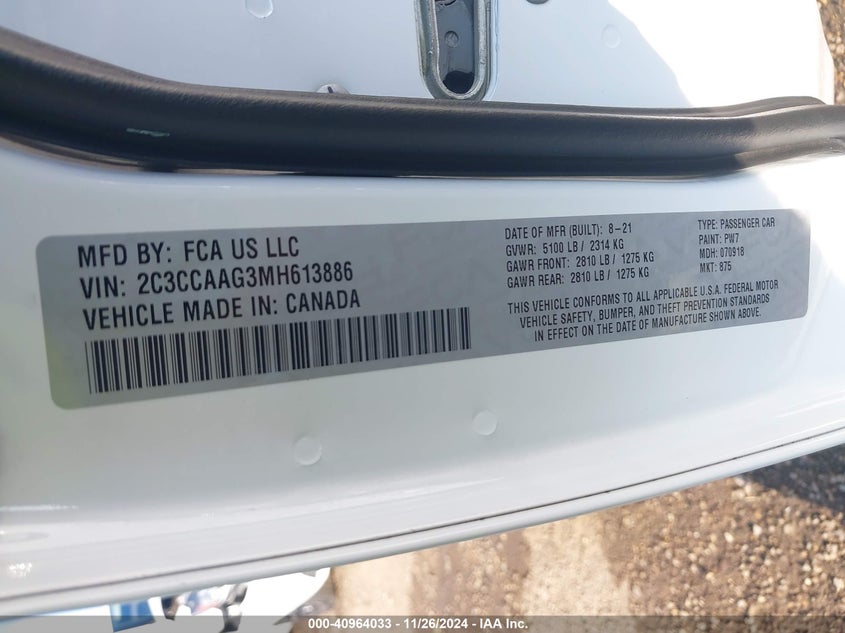 MFD BY: FCA US LLC
VIN: 2C3CCAAG3MH613886
VEHICLE MADE IN: CANADA
DATE OF MFR (BUILT): 8-21
GVWR: 5100 LB / 2314 KG
GAWR FRONT: 2810 LB / 1275 KG
GAWR REAR: 2810 LB / 1275 KG
TYPE: PASSENGER CAR
PAINT: PW7
MDH: 070918
MKT: 875
THIS VEHICLE CONFORMS TO ALL APPLICABLE U.S.A. FEDERAL MOTOR
VEHICLE SAFETY, BUMPER, AND THEFT PREVENTION STANDARDS
IN EFFECT ON THE DATE OF MANUFACTURE SHOWN ABOVE.
000-40964033 — 11/26/2024 — IAA Inc.